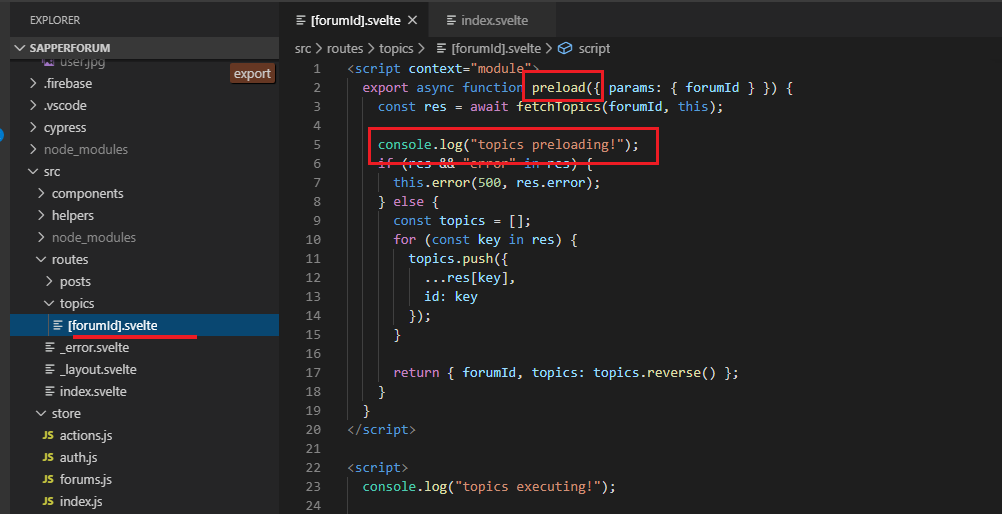 EXPLORER
SAPPERFORUM
user.jpg
export
.firebase
.vscode
cypress
node_modules
src
components
helpers
node_modules
routes
posts
topics
[forumId].svelte
_error.svelte
_layout.svelte
index.svelte
store
JS actions.js
JS auth.js
JS forums.js
JS index.js
[forumId].svelte × index.svelte
src > routes > topics > [forumId].svelte > script
1 <script context="module">
2 export async function preload({ params: { forumId } }) {
3 const res = await fetchTopics(forumId, this);
4
5 console.log("topics preloading!");
6 if (res && "error" in res) {
7 this.error(500, res.error);
8 } else {
9 const topics = [];
10 for (const key in res) {
11 topics.push({
12 ...res[key],
13 id: key
14 });
15 }
16
17 return { forumId, topics: topics.reverse() };
18 }
19 }
20 </script>
21
22 <script>
23 console.log("topics executing!");
24